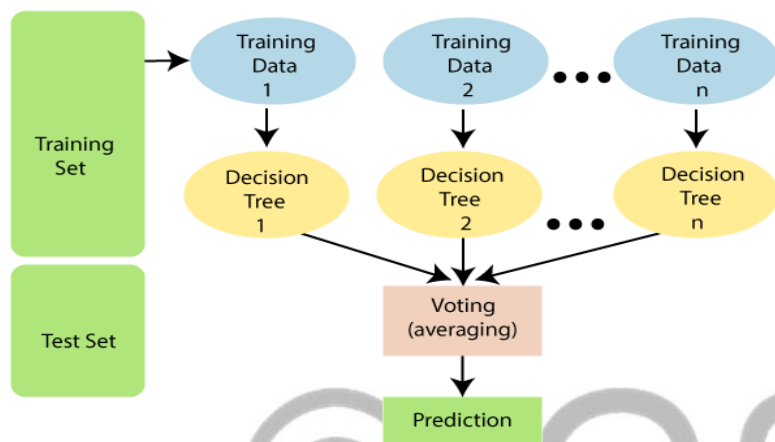 Training
Data
1
Training
Data
2
Training
Data
n
Training
Set
Decision
Tree
1
Decision
Tree
2
Decision
Tree
n
Test Set
Voting
(averaging)
Prediction